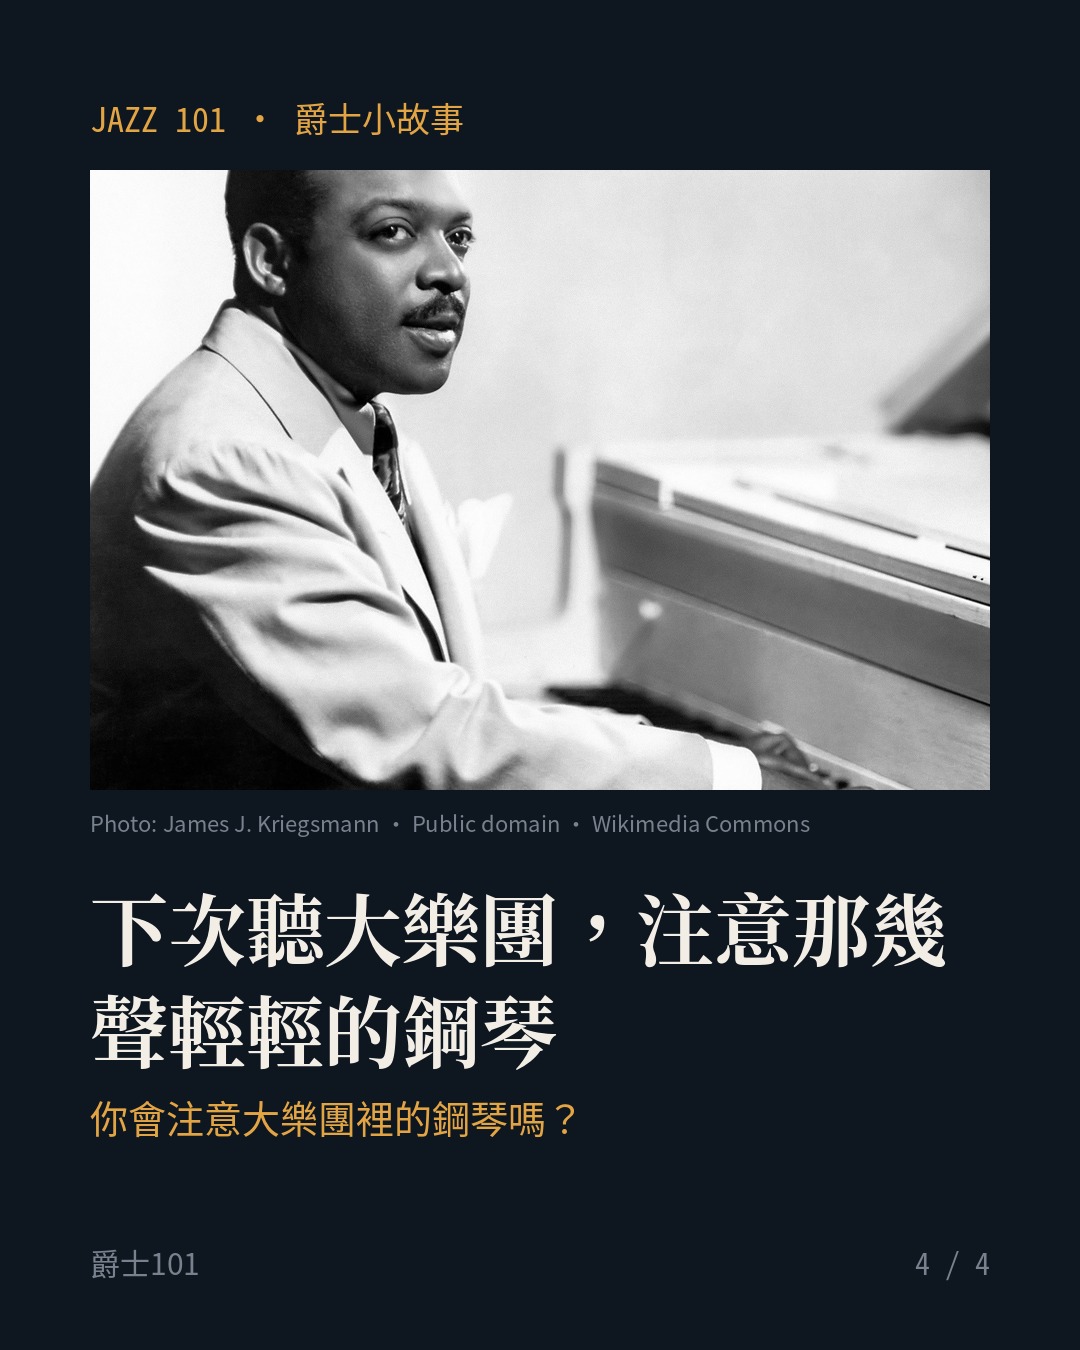 JAZZ 101 · 爵士小故事
Photo: James J. Kriegsmann · Public domain · Wikimedia Commons
下次聽大樂團，注意那幾
聲輕輕的鋼琴
你會注意大樂團裡的鋼琴嗎？
爵士101
4 / 4